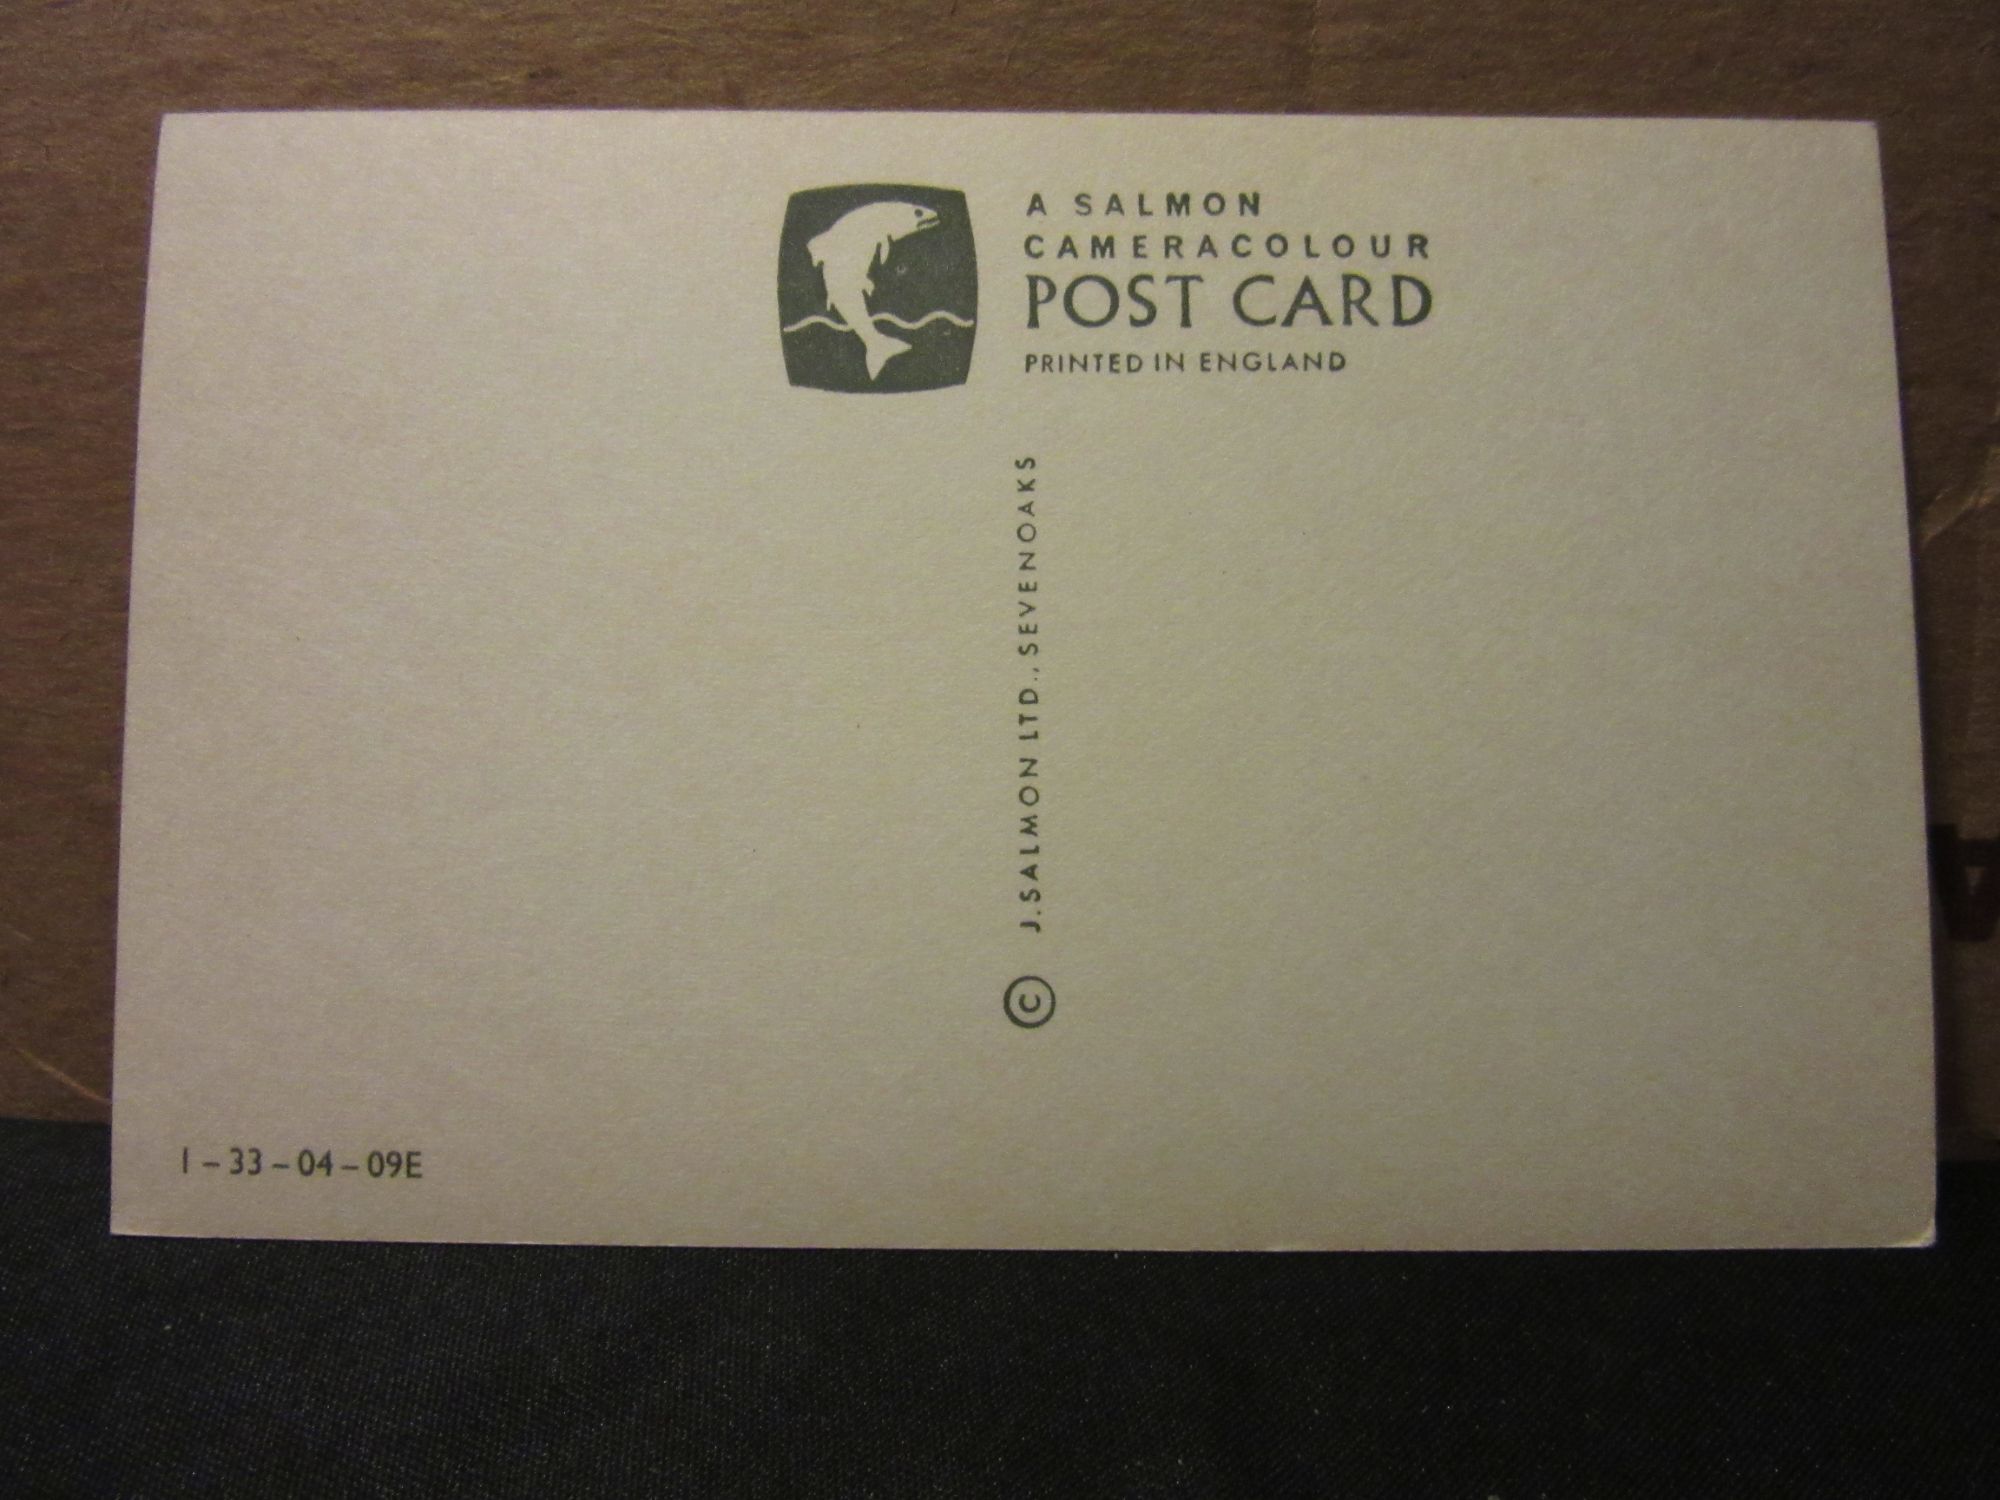 A SALMON
CAMERACOLOUR
POST CARD
PRINTED IN ENGLAND
© J. SALMON LTD., SEVENOAKS
1-33-04-09E